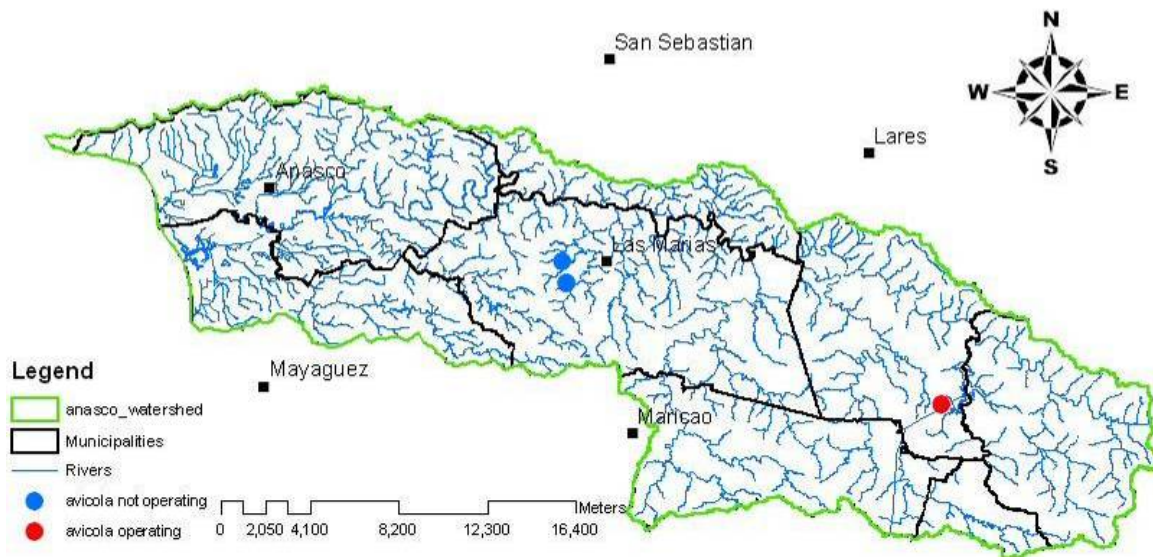 San Sebastian
N
W E
S
Lares
Anasco
Las Marias
Legend
Mayaguez
anasco_watershed
Maricao
Municipalities
Rivers
avicola not operating
Meters
avicola operating
0 2,050 4,100 8,200 12,300 16,400